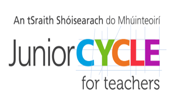 An tSraith Shóisearach do Mhúinteoirí
JuniorCYCLE
for teachers